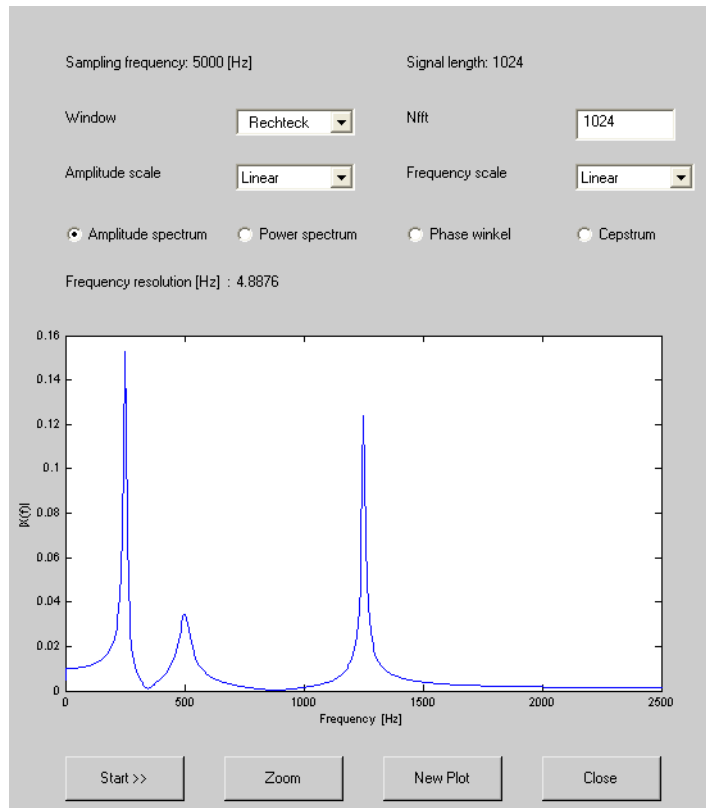 Sampling frequency: 5000 [Hz] Signal length: 1024
Window Rechteck Nfft 1024
Amplitude scale Linear Frequency scale Linear
Amplitude spectrum Power spectrum Phase winkel Cepstrum
Frequency resolution [Hz] : 4.8876
0.16
0.14
0.12
0.1
0.08
0.06
0.04
0.02
0
|X(f)|
0 500 1000 1500 2000 2500
Frequency [Hz]
Start >> Zoom New Plot Close